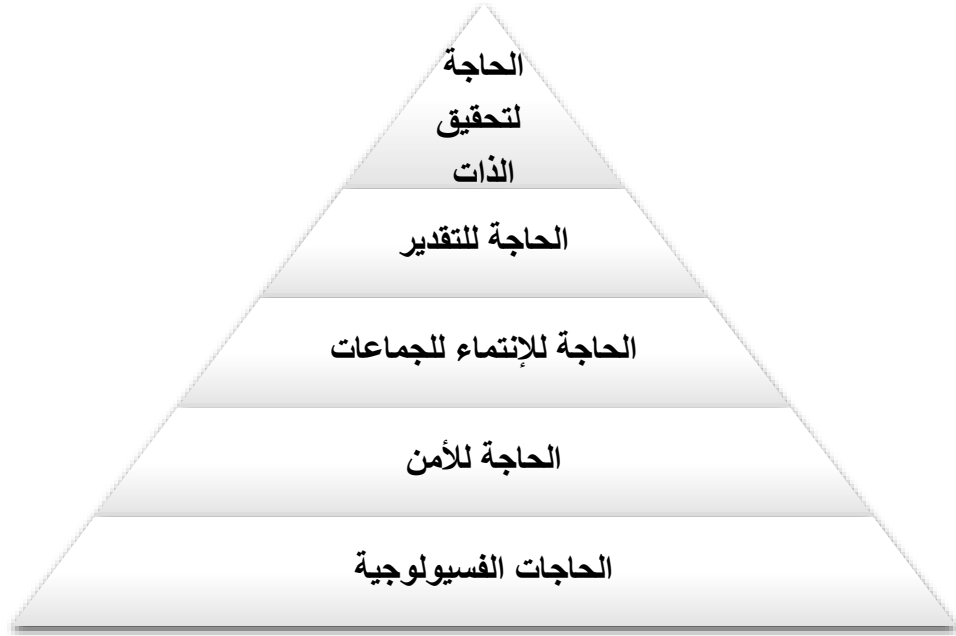 الحاجة
لتحقيق
الذات
الحاجة للتقدير
الحاجة للإنتماء للجماعات
الحاجة للأمن
الحاجات الفسيولوجية